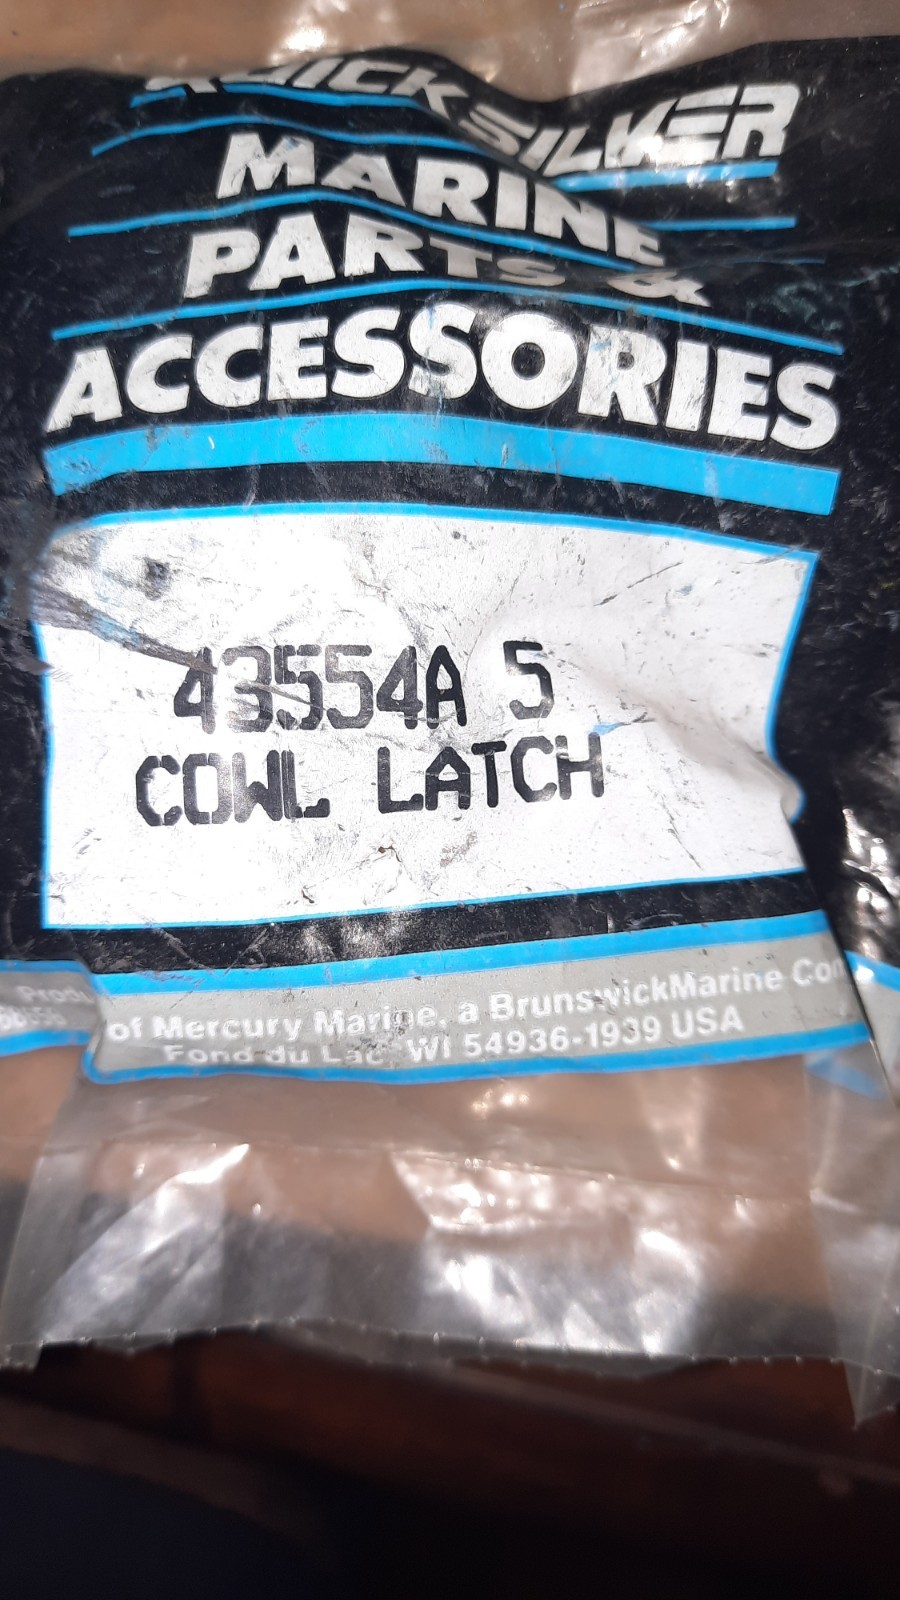 QUICKSILVER
MARINE
PARTS &
ACCESSORIES
43554A 5
COWL LATCH
of Mercury Marine, a BrunswickMarine
Fond du Lac, WI 54936-1939 USA